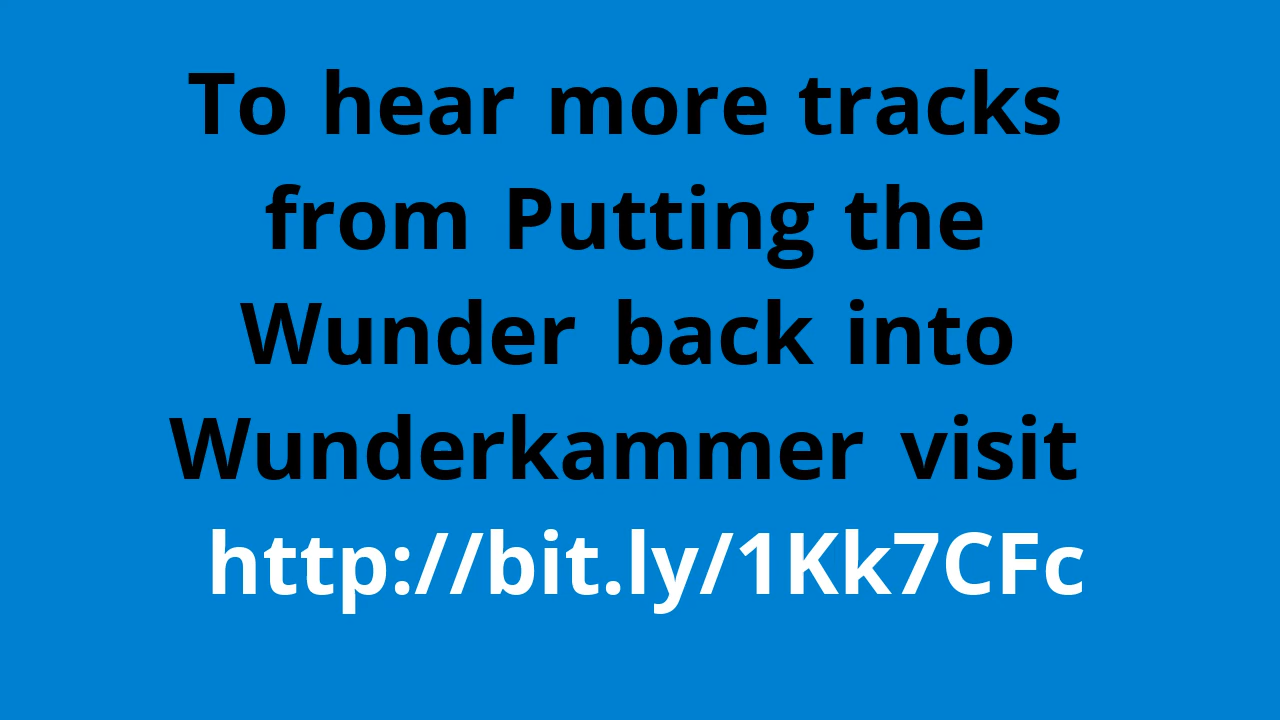 To hear more tracks
from Putting the
Wunder back into
Wunderkammer visit
http://bit.ly/1Kk7CFc